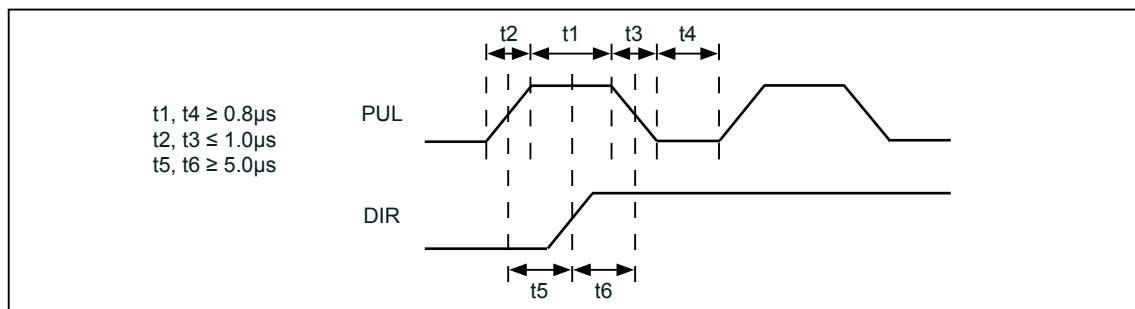 t2 t1 t3 t4
t1, t4 ≥ 0.8µs
t2, t3 ≤ 1.0µs
t5, t6 ≥ 5.0µs
PUL
DIR
t5 t6